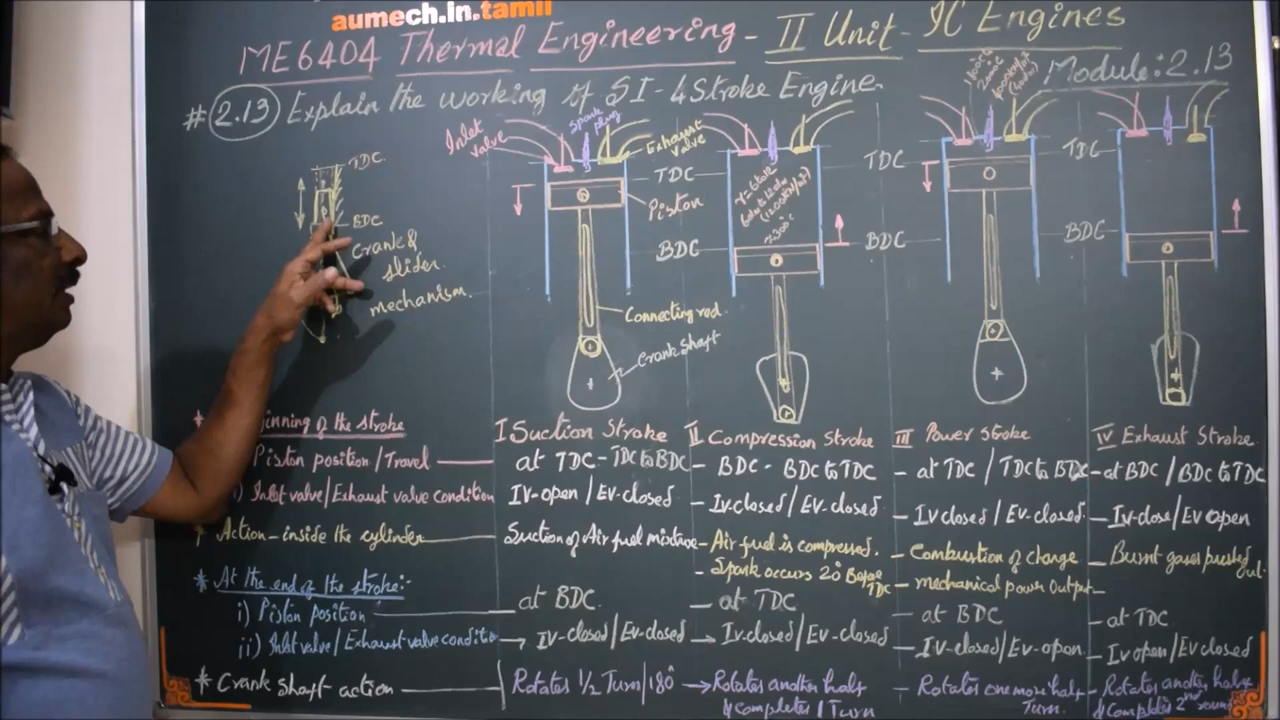 aumech.in.tamil
ME6404 Thermal Engineering - II Unit - IC Engines
Module: 2.13
# 2.13 Explain the working of SI-4 Stroke Engine.
TDC
BDC
Crank & slider
mechanism.
Inlet
valve
Spark
plug
Exhaust
valve
TDC
Piston
BDC
Connecting rod.
Crank shaft
TDC
BDC
TDC
BDC
I Suction Stroke
II Compression Stroke
III Power Stroke
IV Exhaust Stroke.
* inning of the stroke
Piston position / Travel
at TDC - TDC to BDC
- BDC - BDC to TDC
- at TDC / TDC to BDC
- at BDC / BDC to TDC
i) Inlet valve / Exhaust valve condition
IV-open / Ev-closed
- Iv.closed / Ev.closed
- Iv closed / Ev-closed.
- Iv-close / Ev open
Action - inside the cylinder
Suction of Air fuel mixture
- Air fuel is compressed.
- Spark occurs 20° Before
TDC
- Combustion of charge
- mechanical power Output
- Burnt gases pushed out.
* At the end of the stroke:-
i) Piston position
at BDC.
- at TDC
- at BDC
- at TDC
ii) Inlet valve / Exhaust valve condition
→ IV-closed / Ev-closed
→ Iv.closed / Ev-closed
- IV-closed / Ev-open.
- Iv open / Ev closed
* Crank shaft action
Rotates 1/2 Turn / 180°
→ Rotates another half
& completes 1 Turn
- Rotates one more half
Turn.
- Rotates another half
& Completes 2nd round